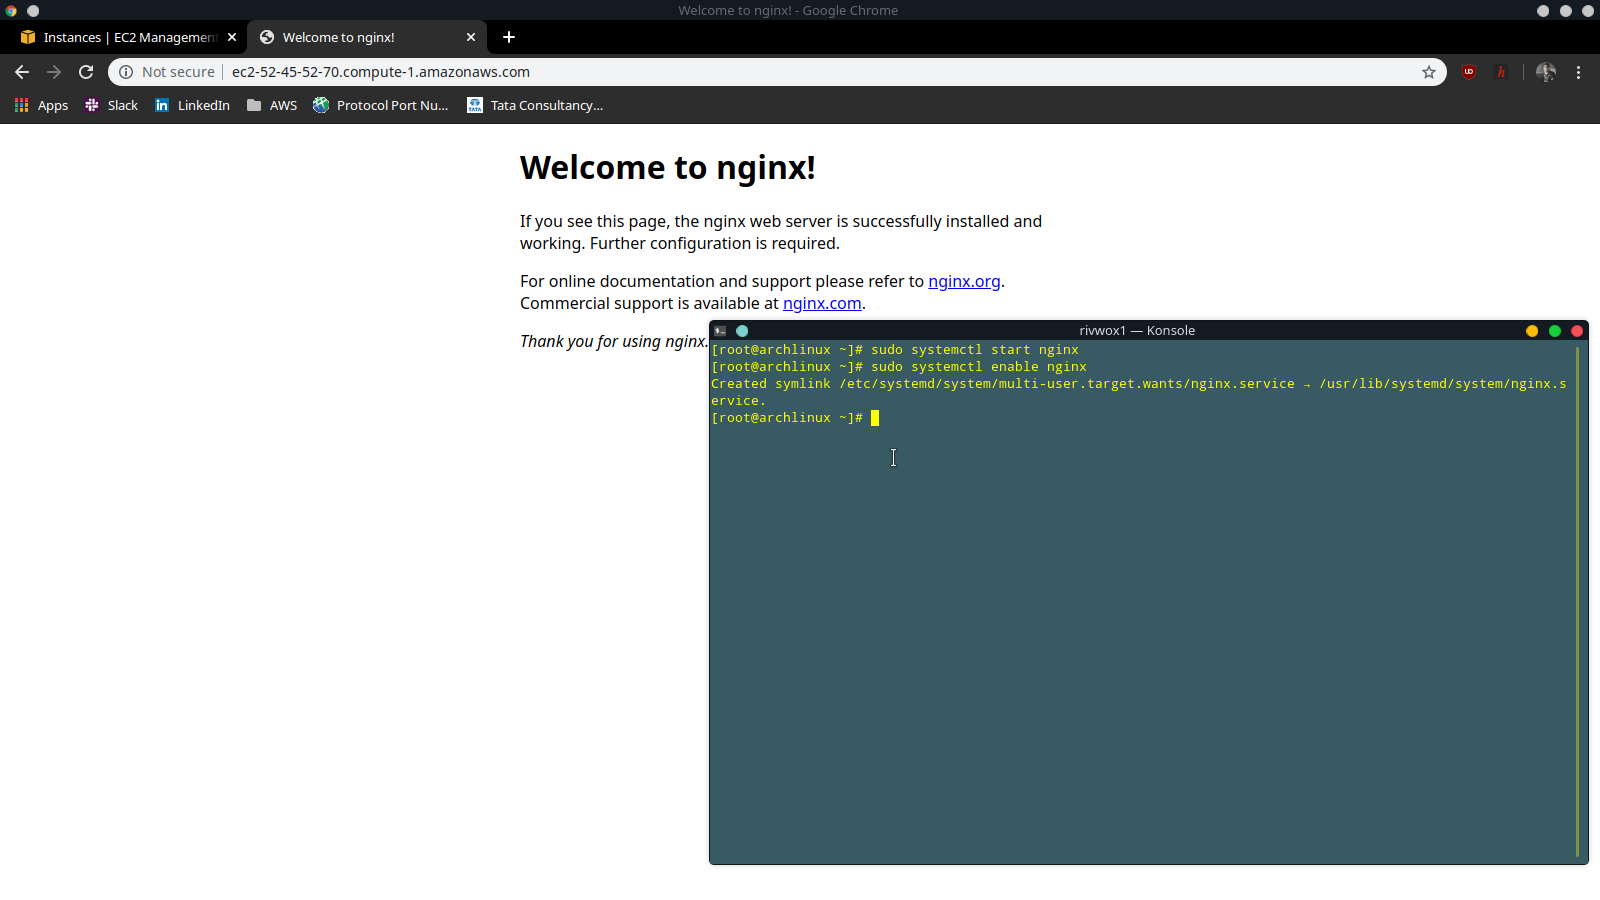 Welcome to nginx! - Google Chrome
Instances | EC2 Management
Welcome to nginx!
Not secure | ec2-52-45-52-70.compute-1.amazonaws.com
Apps Slack LinkedIn AWS Protocol Port Nu... Tata Consultancy...
Welcome to nginx!
If you see this page, the nginx web server is successfully installed and
working. Further configuration is required.
For online documentation and support please refer to nginx.org.
Commercial support is available at nginx.com.
Thank you for using nginx.
rivwox1 — Konsole
[root@archlinux ~]# sudo systemctl start nginx
[root@archlinux ~]# sudo systemctl enable nginx
Created symlink /etc/systemd/system/multi-user.target.wants/nginx.service → /usr/lib/systemd/system/nginx.s
ervice.
[root@archlinux ~]#